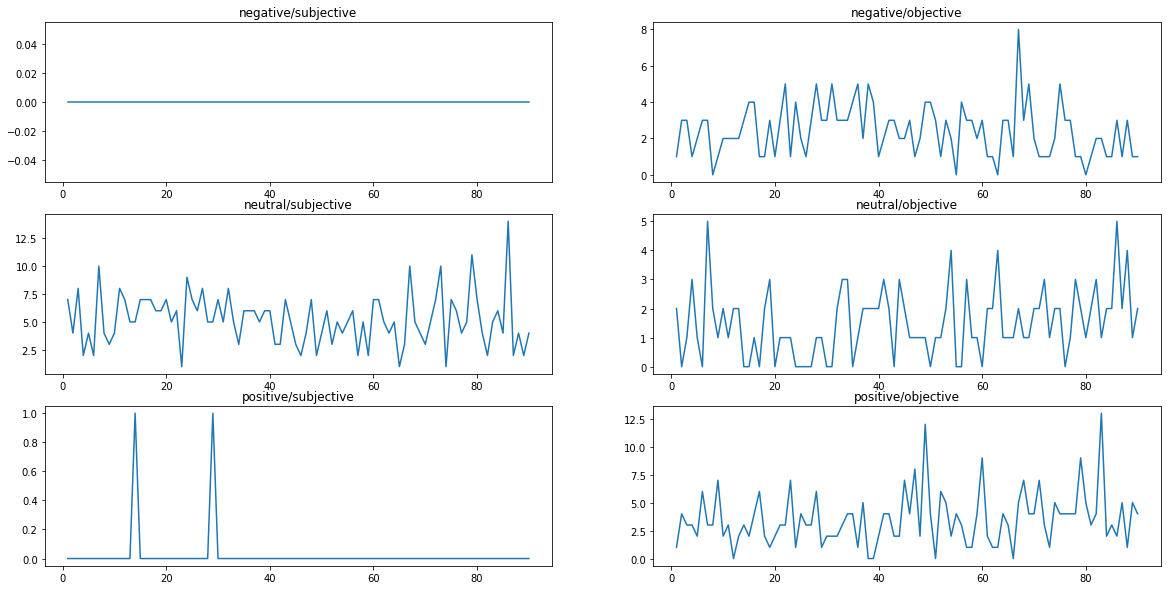 negative/subjective
0.04
0.02
0.00
−0.02
−0.04
0 20 40 60 80
negative/objective
8
6
4
2
0
0 20 40 60 80
neutral/subjective
12.5
10.0
7.5
5.0
2.5
0 20 40 60 80
neutral/objective
5
4
3
2
1
0
0 20 40 60 80
positive/subjective
1.0
0.8
0.6
0.4
0.2
0.0
0 20 40 60 80
positive/objective
12.5
10.0
7.5
5.0
2.5
0.0
0 20 40 60 80